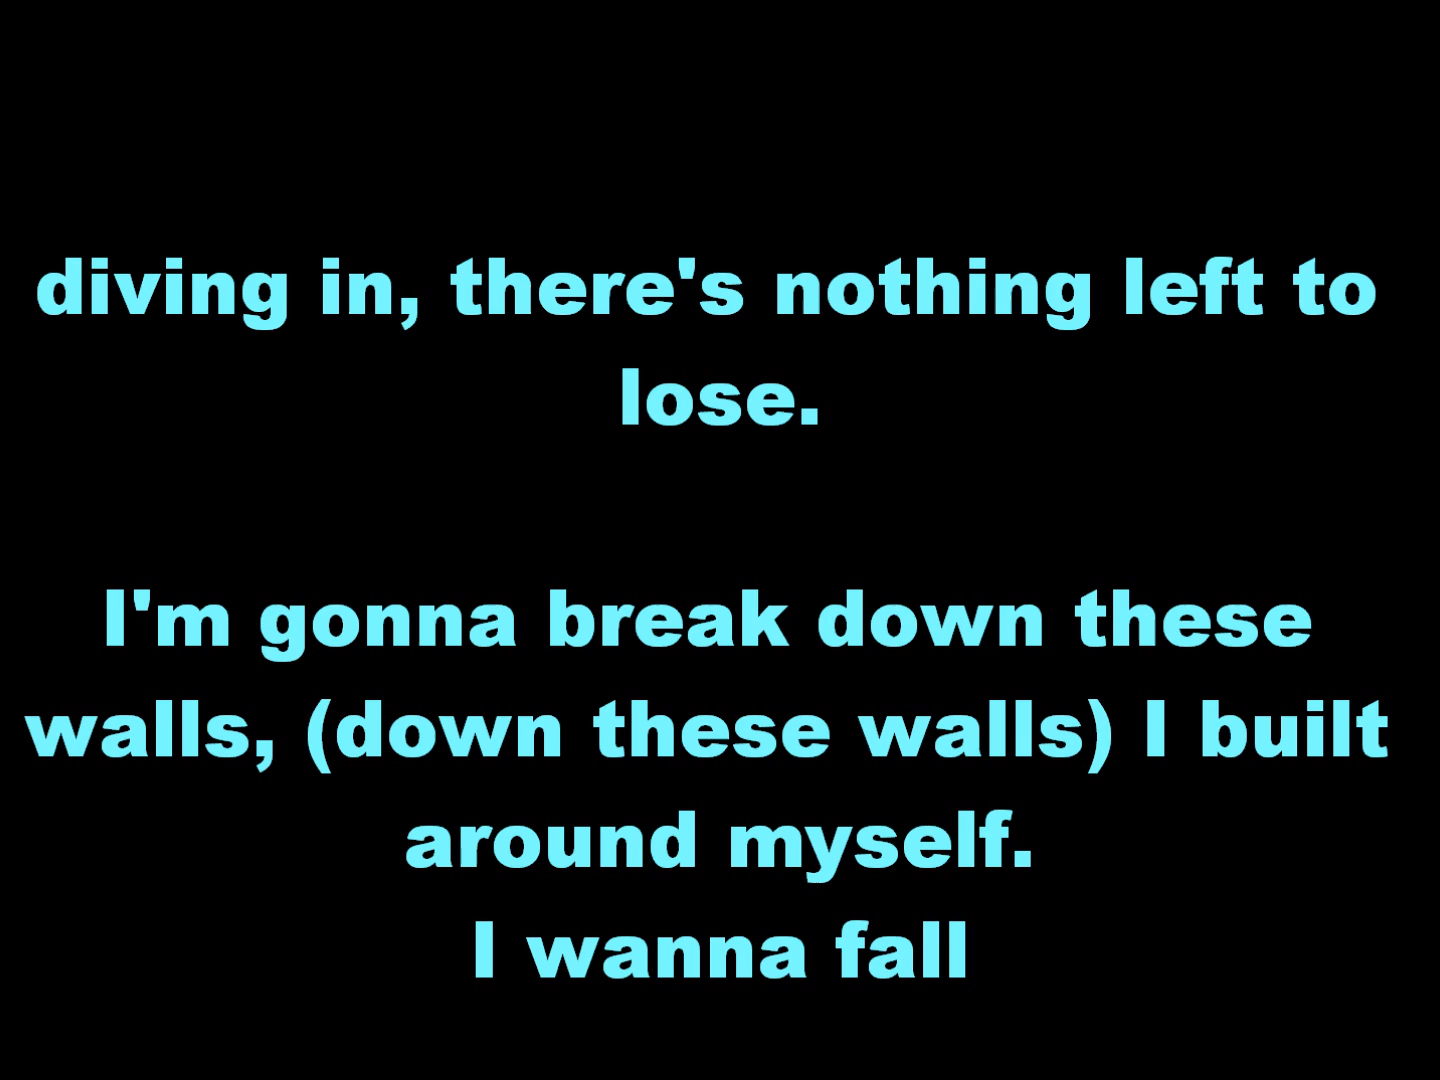 diving in, there's nothing left to
lose.
I'm gonna break down these
walls, (down these walls) I built
around myself.
I wanna fall